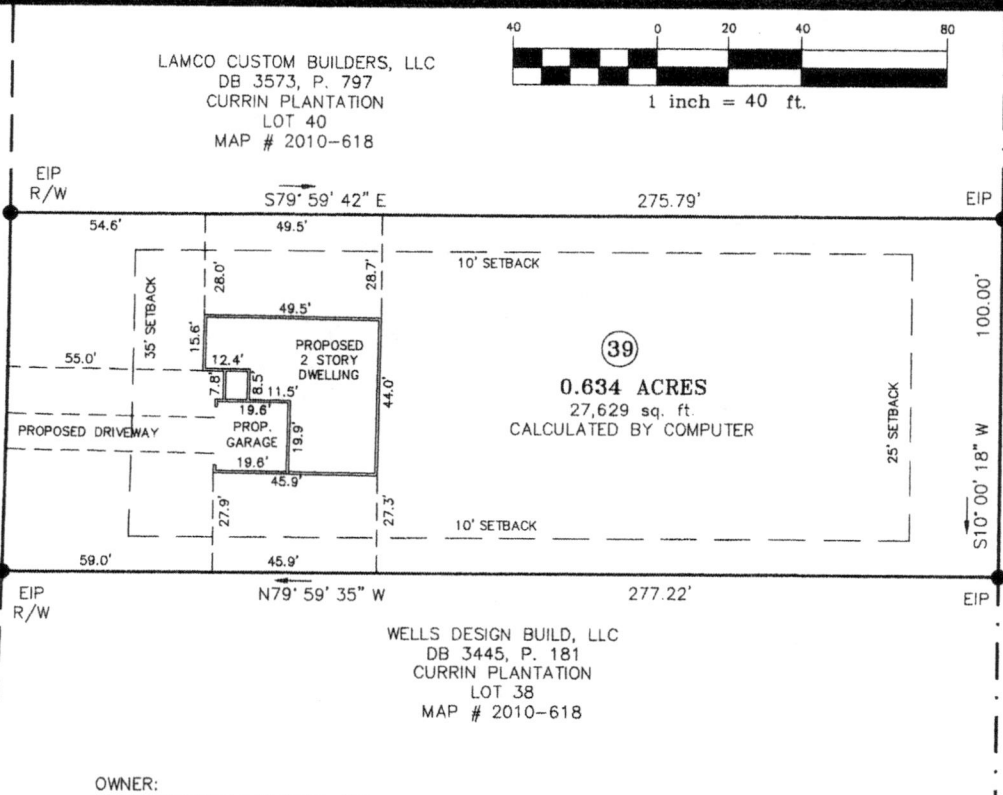 40 0 20 40 80
1 inch = 40 ft.
LAMCO CUSTOM BUILDERS, LLC
DB 3573, P. 797
CURRIN PLANTATION
LOT 40
MAP # 2010-618
EIP
R/W
S79° 59' 42" E
275.79'
EIP
54.6'
49.5'
10' SETBACK
35' SETBACK
28.0'
28.7'
100.00'
49.5'
15.6'
PROPOSED
2 STORY
DWELLING
39
55.0'
12.4'
7.8'
8.5'
11.5'
44.0'
0.634 ACRES
27,629 sq. ft.
CALCULATED BY COMPUTER
19.6'
PROP.
GARAGE
19.9'
PROPOSED DRIVEWAY
25' SETBACK
19.6'
45.9'
27.9'
27.3'
10' SETBACK
S10° 00' 18" W
59.0'
45.9'
EIP
R/W
N79° 59' 35" W
277.22'
EIP
WELLS DESIGN BUILD, LLC
DB 3445, P. 181
CURRIN PLANTATION
LOT 38
MAP # 2010-618
OWNER: